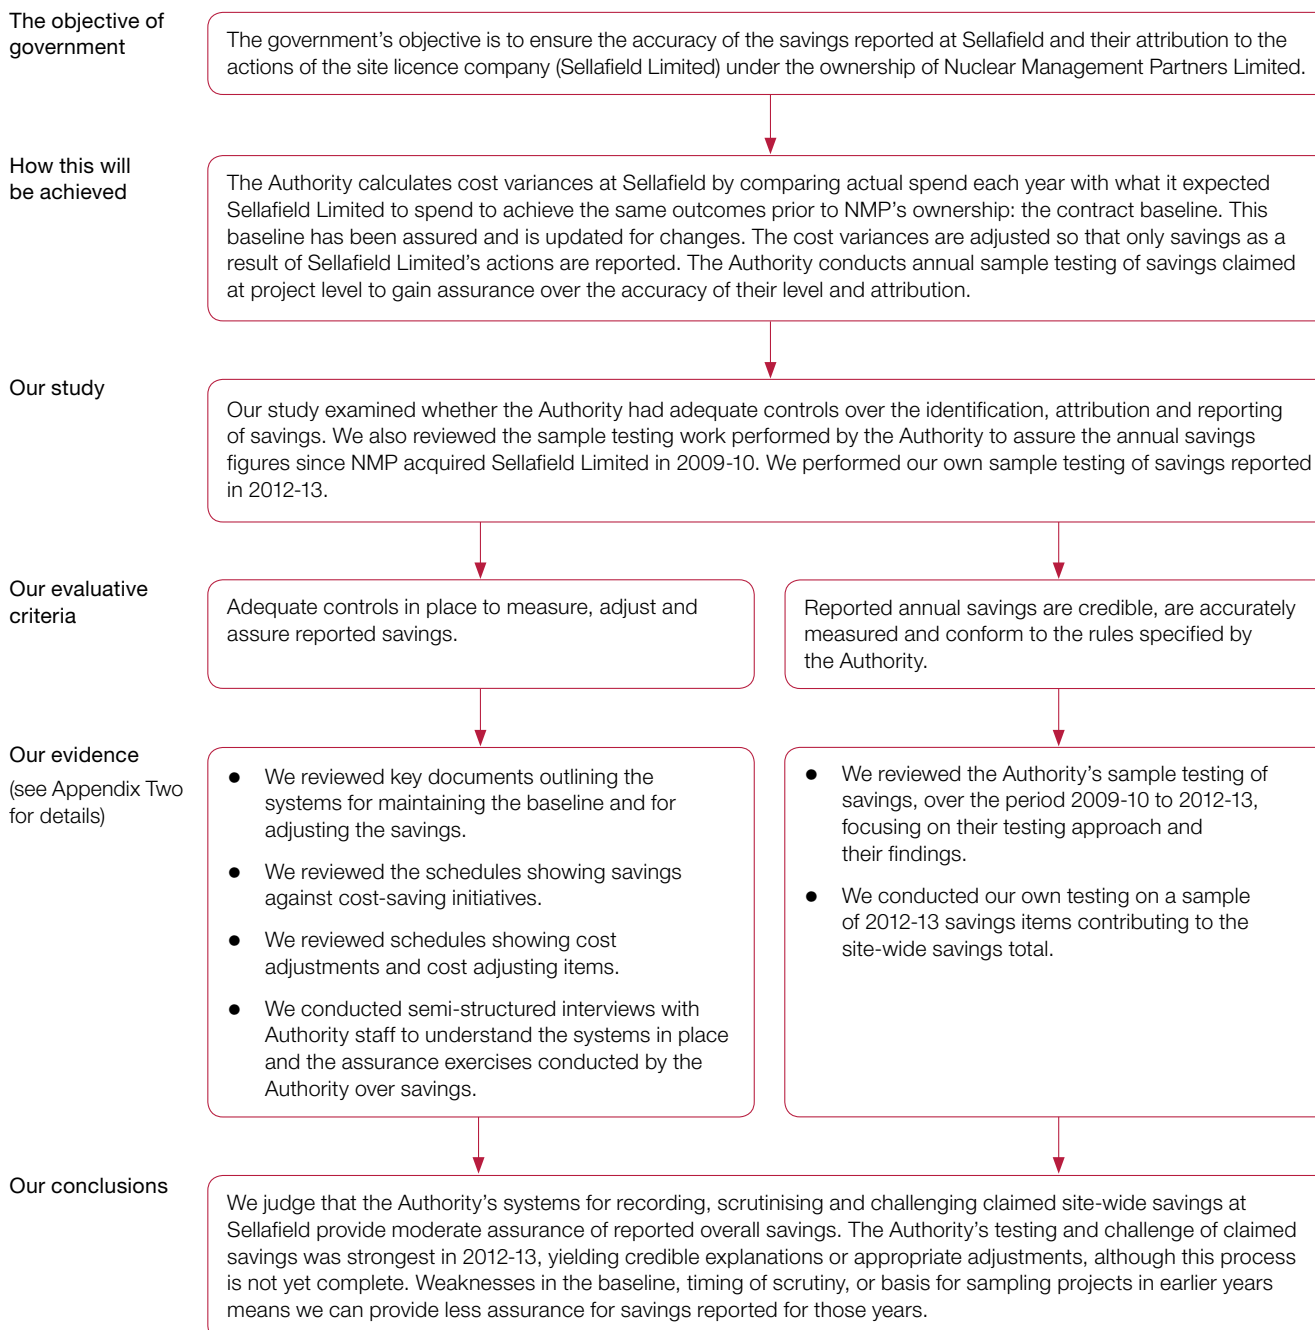 The objective of
government
The government’s objective is to ensure the accuracy of the savings reported at Sellafield and their attribution to the
actions of the site licence company (Sellafield Limited) under the ownership of Nuclear Management Partners Limited.
How this will
be achieved
The Authority calculates cost variances at Sellafield by comparing actual spend each year with what it expected
Sellafield Limited to spend to achieve the same outcomes prior to NMP’s ownership: the contract baseline. This
baseline has been assured and is updated for changes. The cost variances are adjusted so that only savings as a
result of Sellafield Limited’s actions are reported. The Authority conducts annual sample testing of savings claimed
at project level to gain assurance over the accuracy of their level and attribution.
Our study
Our study examined whether the Authority had adequate controls over the identification, attribution and reporting
of savings. We also reviewed the sample testing work performed by the Authority to assure the annual savings
figures since NMP acquired Sellafield Limited in 2009-10. We performed our own sample testing of savings reported
in 2012-13.
Our evaluative
criteria
Adequate controls in place to measure, adjust and
assure reported savings.
Reported annual savings are credible, are accurately
measured and conform to the rules specified by
the Authority.
Our evidence
(see Appendix Two
for details)
● We reviewed key documents outlining the
systems for maintaining the baseline and for
adjusting the savings.
● We reviewed the schedules showing savings
against cost-saving initiatives.
● We reviewed schedules showing cost
adjustments and cost adjusting items.
● We conducted semi-structured interviews with
Authority staff to understand the systems in place
and the assurance exercises conducted by the
Authority over savings.
● We reviewed the Authority’s sample testing of
savings, over the period 2009-10 to 2012-13,
focusing on their testing approach and
their findings.
● We conducted our own testing on a sample
of 2012-13 savings items contributing to the
site-wide savings total.
Our conclusions
We judge that the Authority’s systems for recording, scrutinising and challenging claimed site-wide savings at
Sellafield provide moderate assurance of reported overall savings. The Authority’s testing and challenge of claimed
savings was strongest in 2012-13, yielding credible explanations or appropriate adjustments, although this process
is not yet complete. Weaknesses in the baseline, timing of scrutiny, or basis for sampling projects in earlier years
means we can provide less assurance for savings reported for those years.